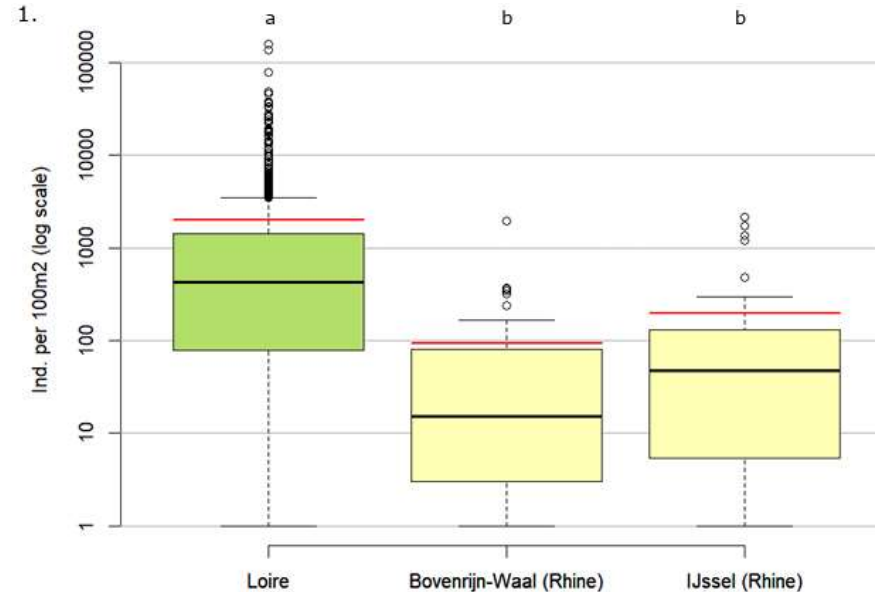 1.
a b b
100000
10000
1000
100
10
1
Ind. per 100m2 (log scale)
Loire Bovenrijn-Waal (Rhine) IJssel (Rhine)